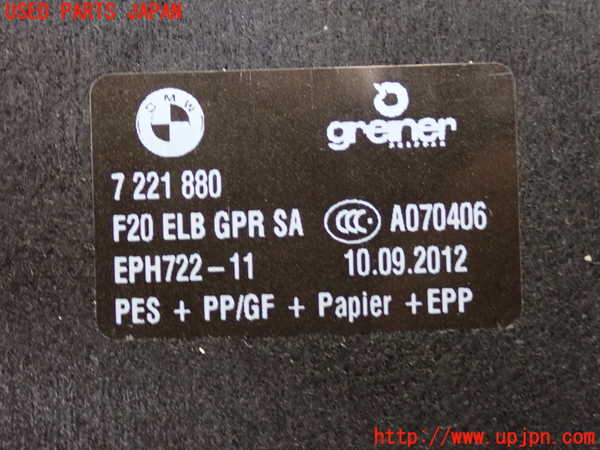 USED PARTS JAPAN
BMW
greiner
7 221 880
F20 ELB GPR SA CCC A070406
EPH722-11 10.09.2012
PES + PP/GF + Papier + EPP
http://www.upjpn.com/